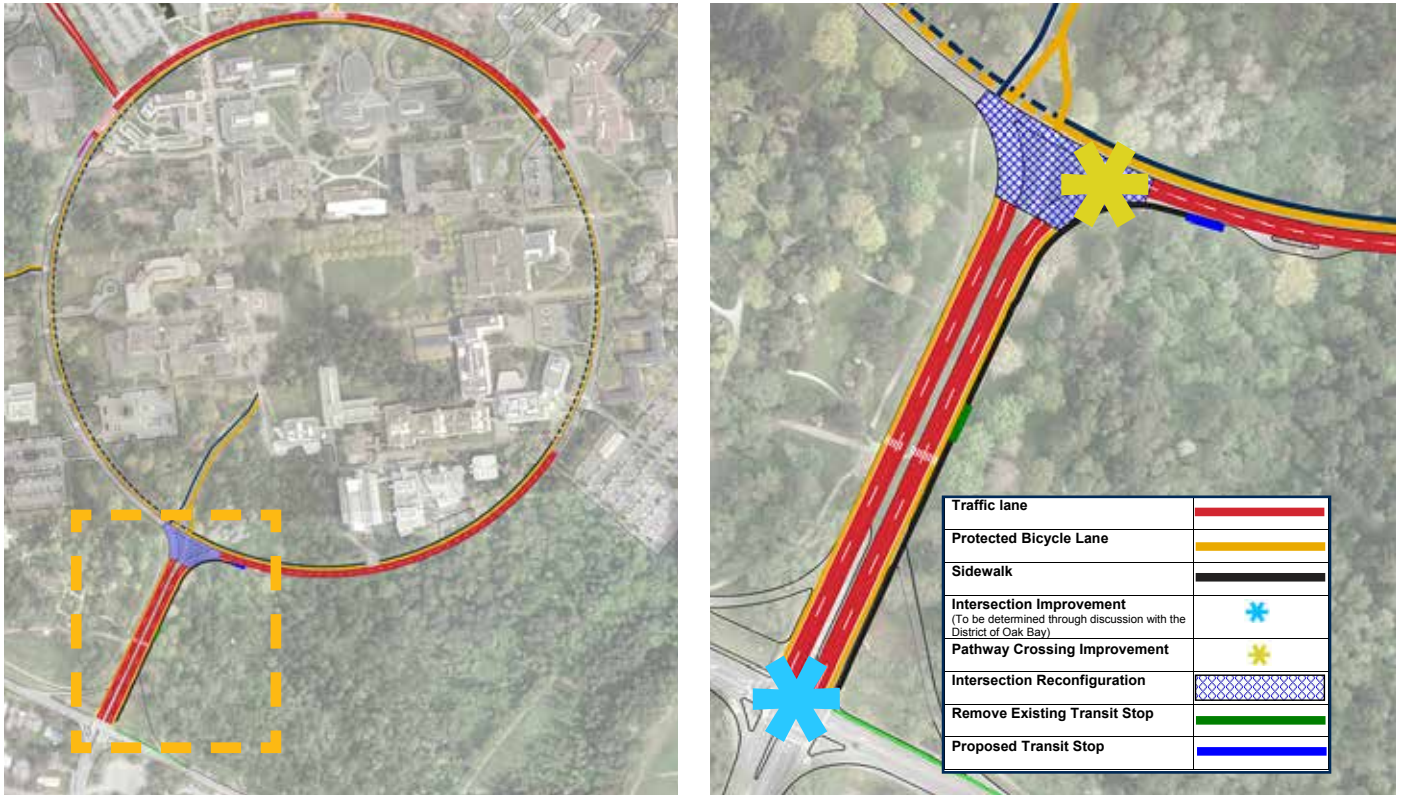 Traffic lane
Protected Bicycle Lane
Sidewalk
Intersection Improvement
(To be determined through discussion with the
District of Oak Bay)
Pathway Crossing Improvement
Intersection Reconfiguration
Remove Existing Transit Stop
Proposed Transit Stop